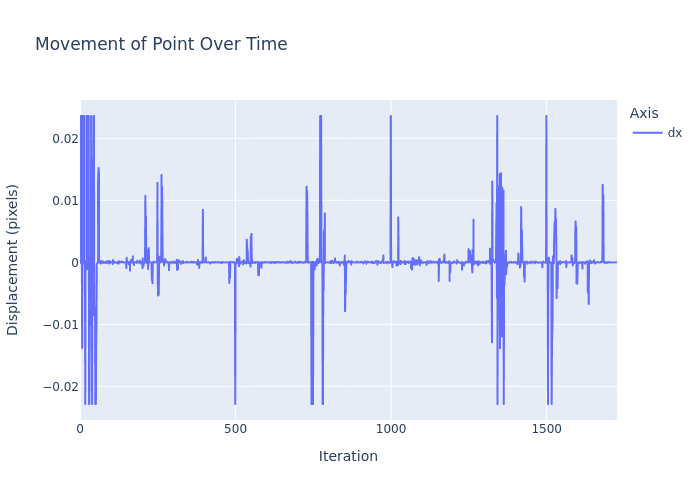 Movement of Point Over Time
Axis
dx
Displacement (pixels)
0.02
0.01
0
−0.01
−0.02
0
500
1000
1500
Iteration